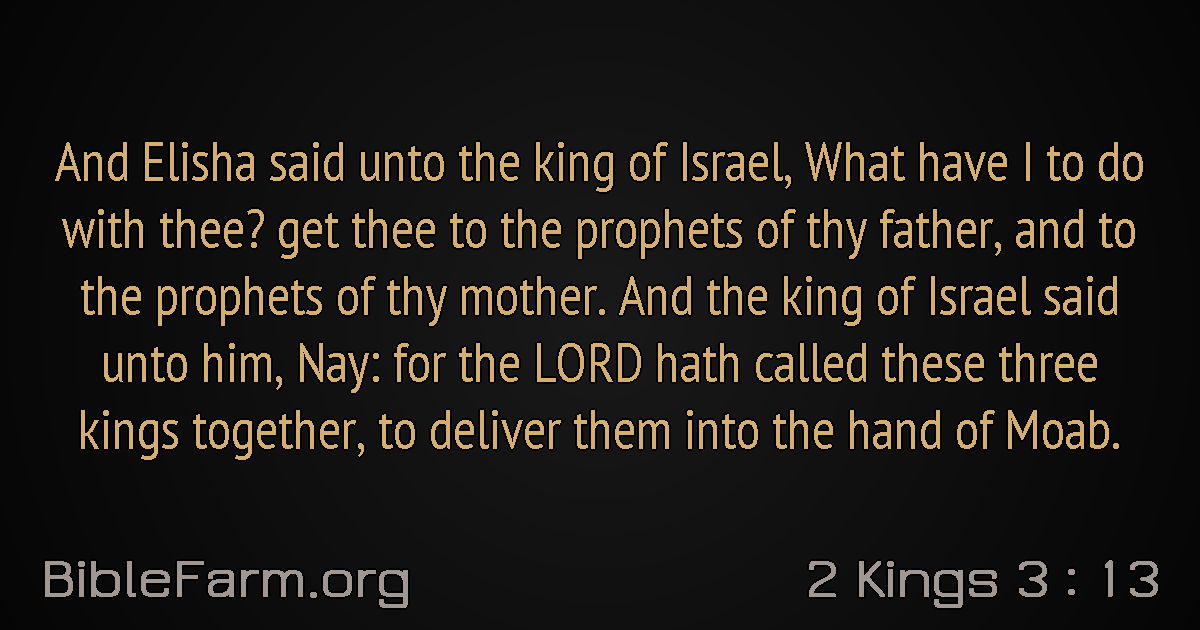 And Elisha said unto the king of Israel, What have I to do
with thee? get thee to the prophets of thy father, and to
the prophets of thy mother. And the king of Israel said
unto him, Nay: for the LORD hath called these three
kings together, to deliver them into the hand of Moab.
BibleFarm.org
2 Kings 3 : 13